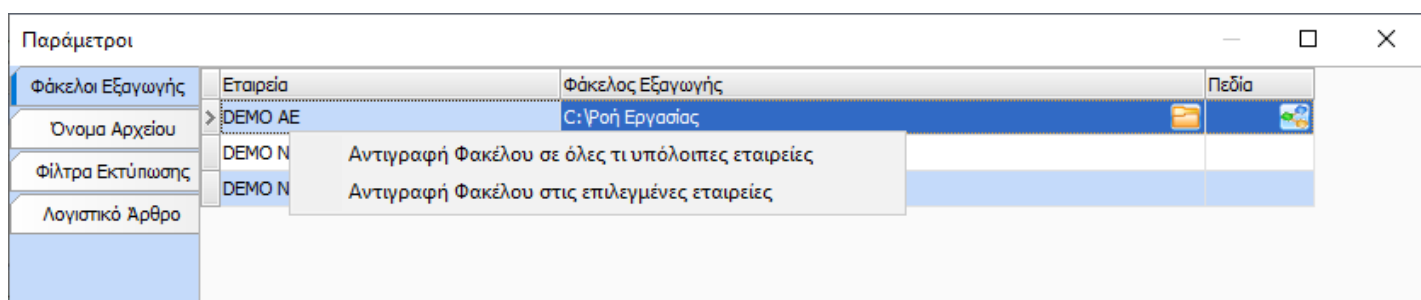 Παράμετροι
Φάκελοι Εξαγωγής
Όνομα Αρχείου
Φίλτρα Εκτύπωσης
Λογιστικό Άρθρο
Εταιρεία Φάκελος Εξαγωγής Πεδία
DEMO AE C:\Ροή Εργασίας
DEMO N
DEMO N
Αντιγραφή Φακέλου σε όλες τι υπόλοιπες εταιρείες
Αντιγραφή Φακέλου στις επιλεγμένες εταιρείες